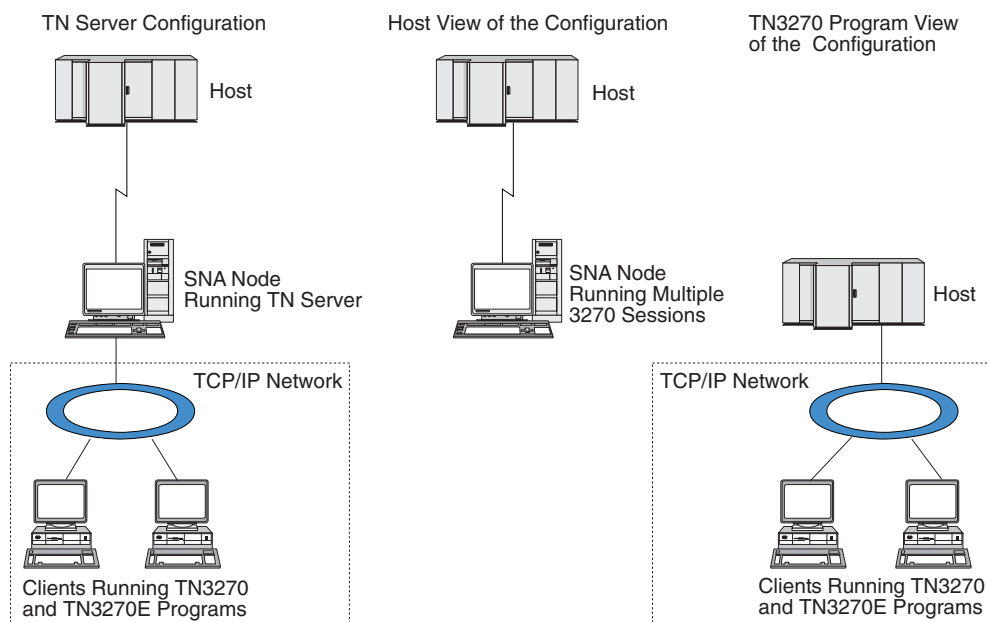 TN Server Configuration
Host
SNA Node
Running TN Server
TCP/IP Network
Clients Running TN3270
and TN3270E Programs
Host View of the Configuration
Host
SNA Node
Running Multiple
3270 Sessions
TN3270 Program View
of the Configuration
Host
TCP/IP Network
Clients Running TN3270
and TN3270E Programs